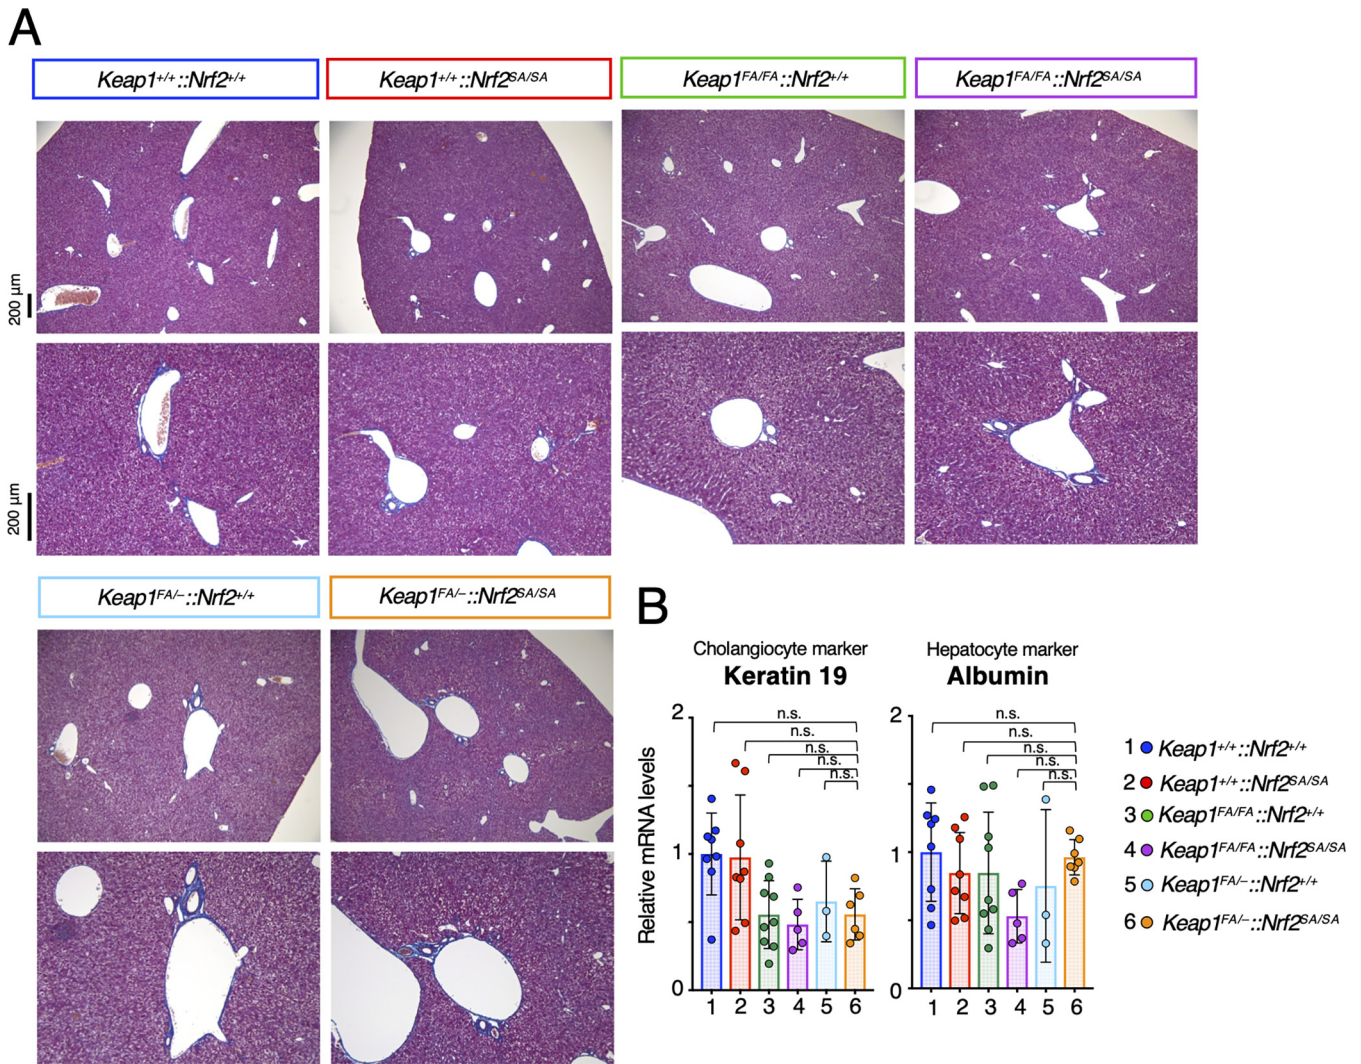 A
Keap1+/+::Nrf2+/+
Keap1+/+::Nrf2SA/SA
Keap1FA/FA::Nrf2+/+
Keap1FA/FA::Nrf2SA/SA
200 µm
200 µm
Keap1FA/–::Nrf2+/+
Keap1FA/–::Nrf2SA/SA
B
Cholangiocyte marker
Keratin 19
Hepatocyte marker
Albumin
Relative mRNA levels
2
1
0
n.s.
n.s.
n.s.
n.s.
n.s.
1 2 3 4 5 6
2
1
0
n.s.
n.s.
n.s.
n.s.
n.s.
1 2 3 4 5 6
1 Keap1+/+::Nrf2+/+
2 Keap1+/+::Nrf2SA/SA
3 Keap1FA/FA::Nrf2+/+
4 Keap1FA/FA::Nrf2SA/SA
5 Keap1FA/–::Nrf2+/+
6 Keap1FA/–::Nrf2SA/SA